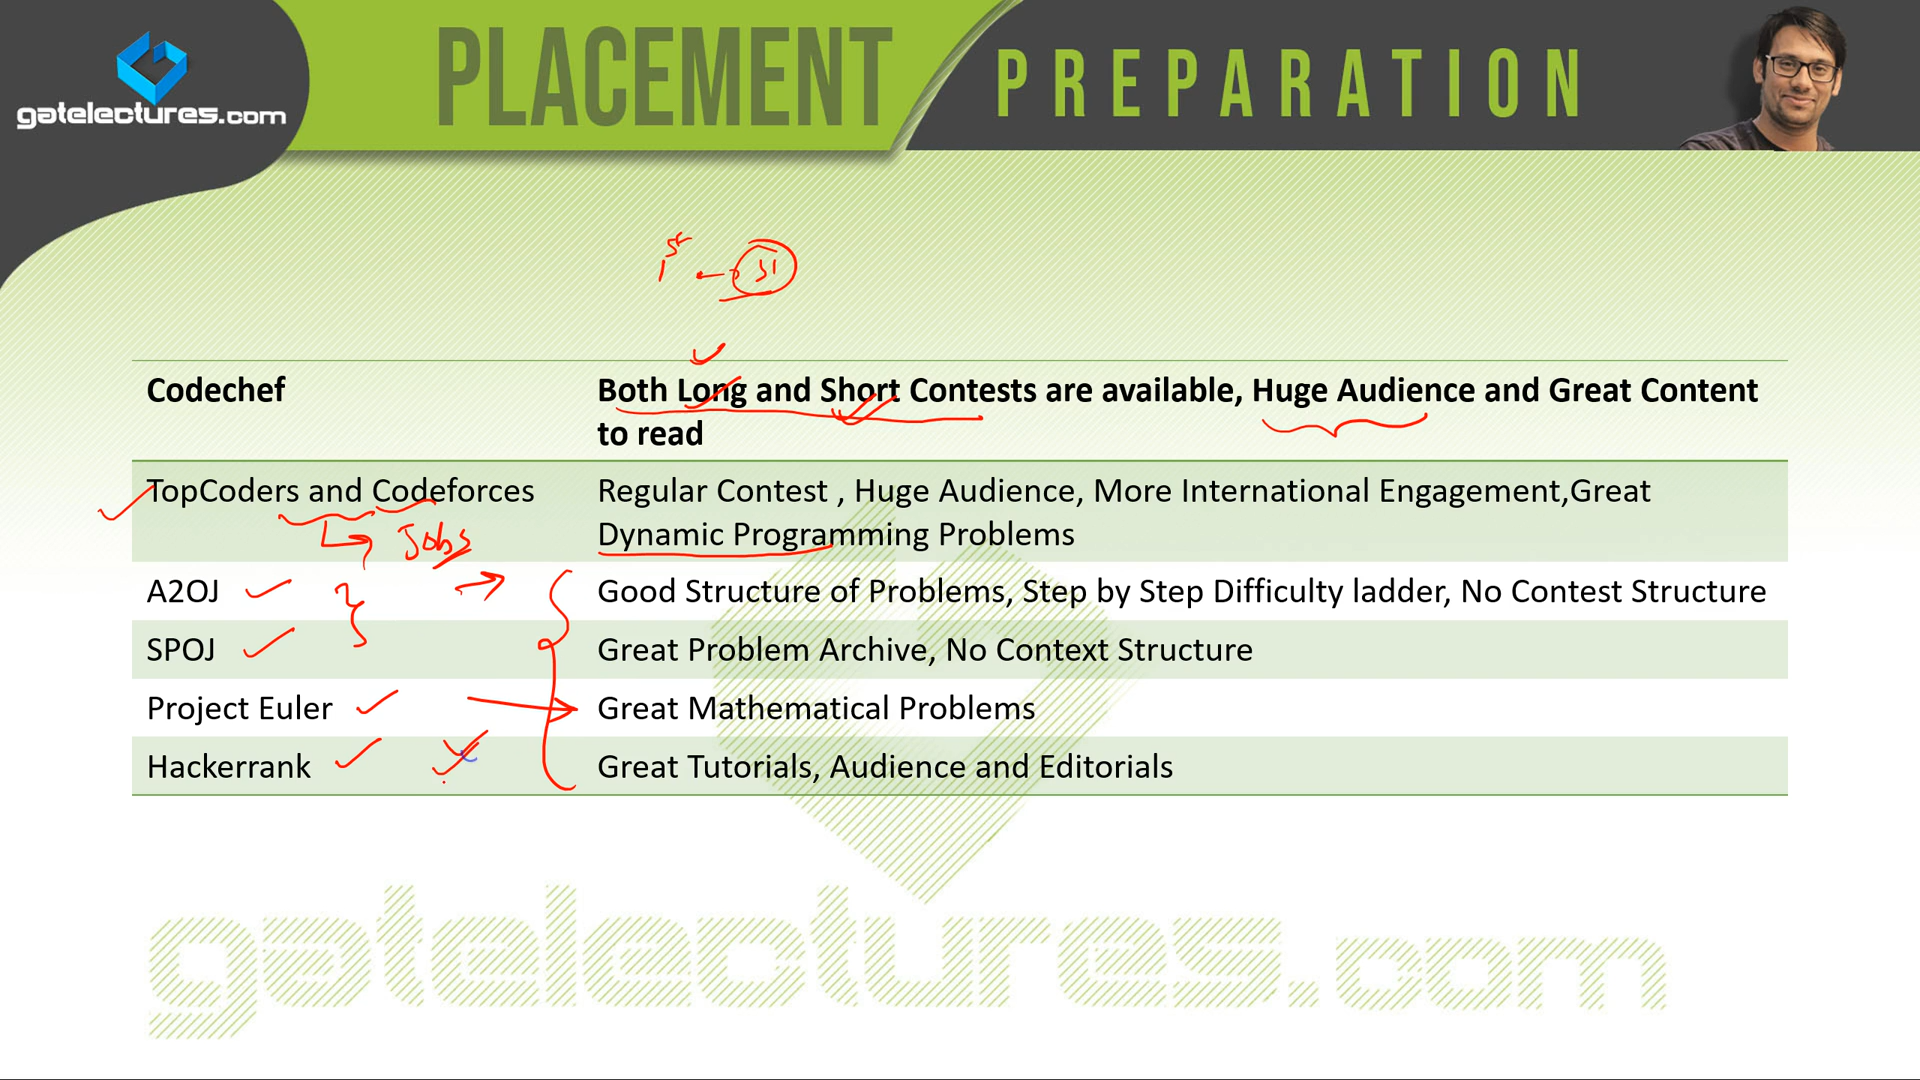 gatelectures.com
PLACEMENT PREPARATION
1st → 31
Codechef
Both Long and Short Contests are available, Huge Audience and Great Content
to read
TopCoders and Codeforces
Regular Contest , Huge Audience, More International Engagement,Great
Dynamic Programming Problems
Jobs
A2OJ
Good Structure of Problems, Step by Step Difficulty ladder, No Contest Structure
SPOJ
Great Problem Archive, No Context Structure
Project Euler
Great Mathematical Problems
Hackerrank
Great Tutorials, Audience and Editorials
gatelectures.com